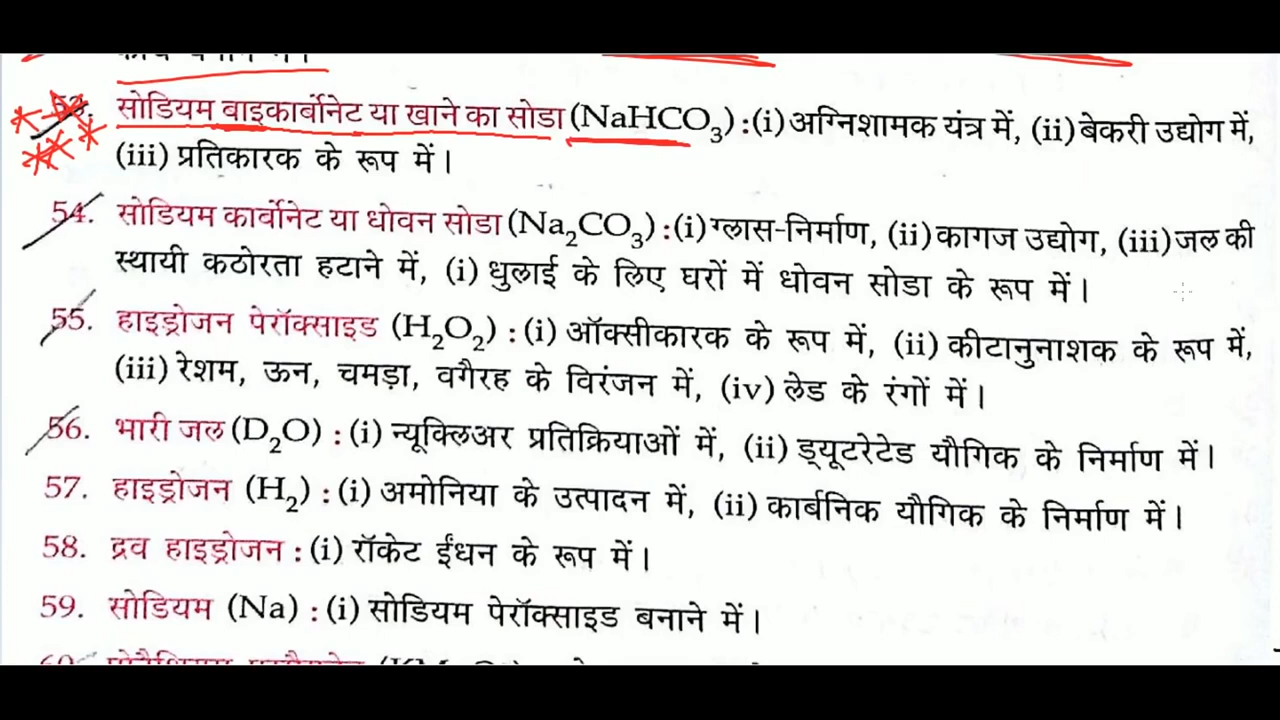 53. सोडियम बाइकार्बोनेट या खाने का सोडा (NaHCO₃) : (i) अग्निशामक यंत्र में, (ii) बेकरी उद्योग में,
(iii) प्रतिकारक के रूप में।
54. सोडियम कार्बोनेट या धोवन सोडा (Na₂CO₃) : (i) ग्लास-निर्माण, (ii) कागज उद्योग, (iii) जल की
स्थायी कठोरता हटाने में, (i) धुलाई के लिए घरों में धोवन सोडा के रूप में।
55. हाइड्रोजन पेरॉक्साइड (H₂O₂) : (i) ऑक्सीकारक के रूप में, (ii) कीटानुनाशक के रूप में,
(iii) रेशम, ऊन, चमड़ा, वगैरह के विरंजन में, (iv) लेड के रंगों में।
56. भारी जल (D₂O) : (i) न्यूक्लिअर प्रतिक्रियाओं में, (ii) ड्यूटरेटेड यौगिक के निर्माण में।
57. हाइड्रोजन (H₂) : (i) अमोनिया के उत्पादन में, (ii) कार्बनिक यौगिक के निर्माण में।
58. द्रव हाइड्रोजन : (i) रॉकेट ईंधन के रूप में।
59. सोडियम (Na) : (i) सोडियम पेरॉक्साइड बनाने में।